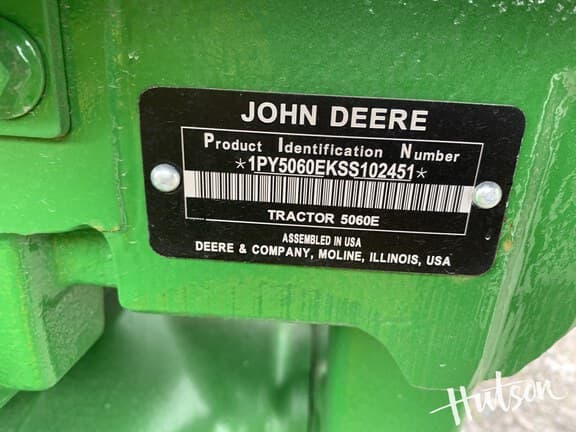 JOHN DEERE
Product Identification Number
*1PY5060EKSS102451*
TRACTOR 5060E
ASSEMBLED IN USA
DEERE & COMPANY, MOLINE, ILLINOIS, USA
Hutson